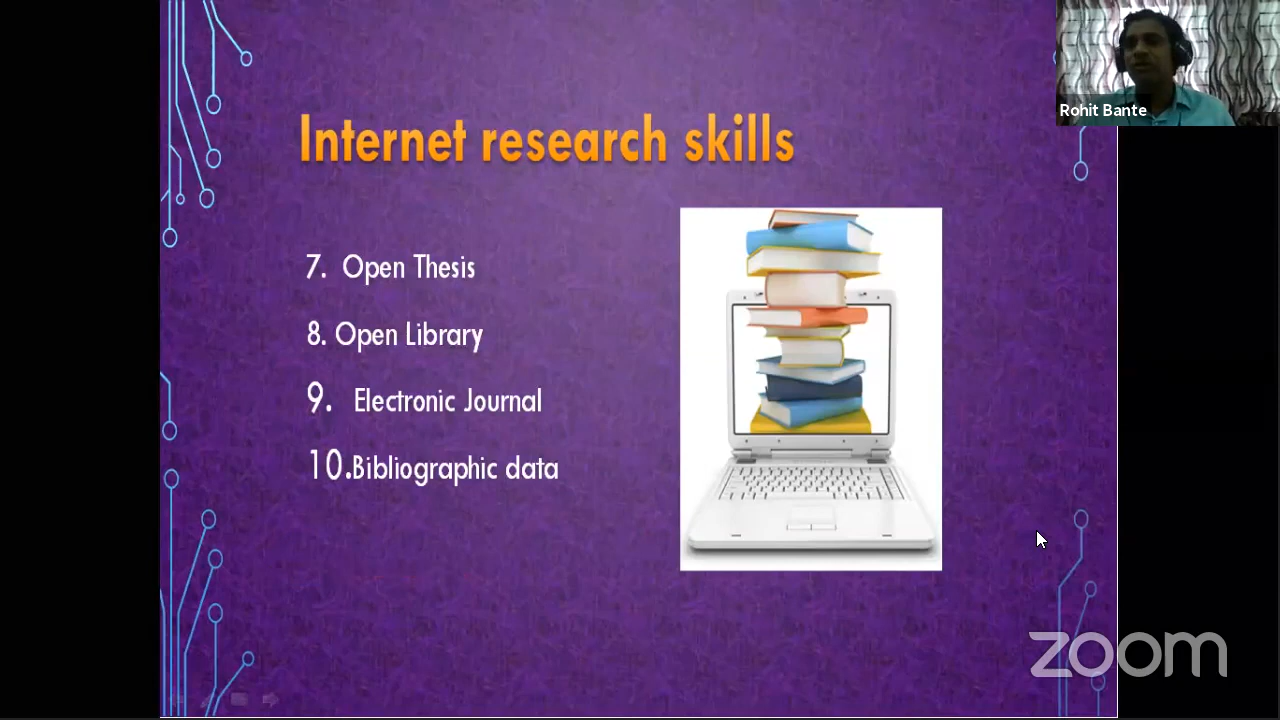 Rohit Bante
Internet research skills
7. Open Thesis
8. Open Library
9. Electronic Journal
10.Bibliographic data
zoom